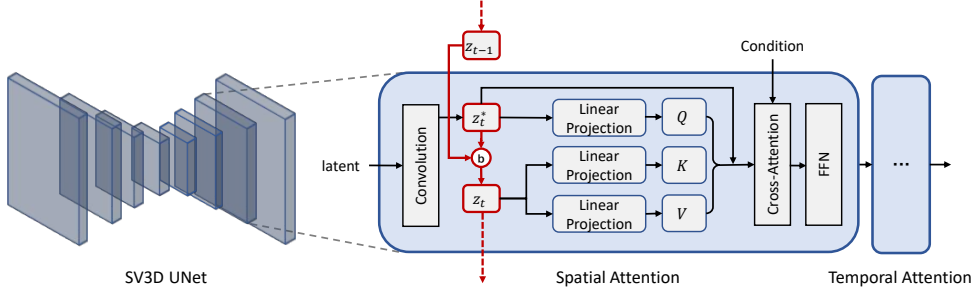 z_{t−1}
Condition
latent
Convolution
z_t^*
Linear
Projection
Q
b
Linear
Projection
K
z_t
Linear
Projection
V
Cross-Attention
FFN
...
SV3D UNet
Spatial Attention
Temporal Attention